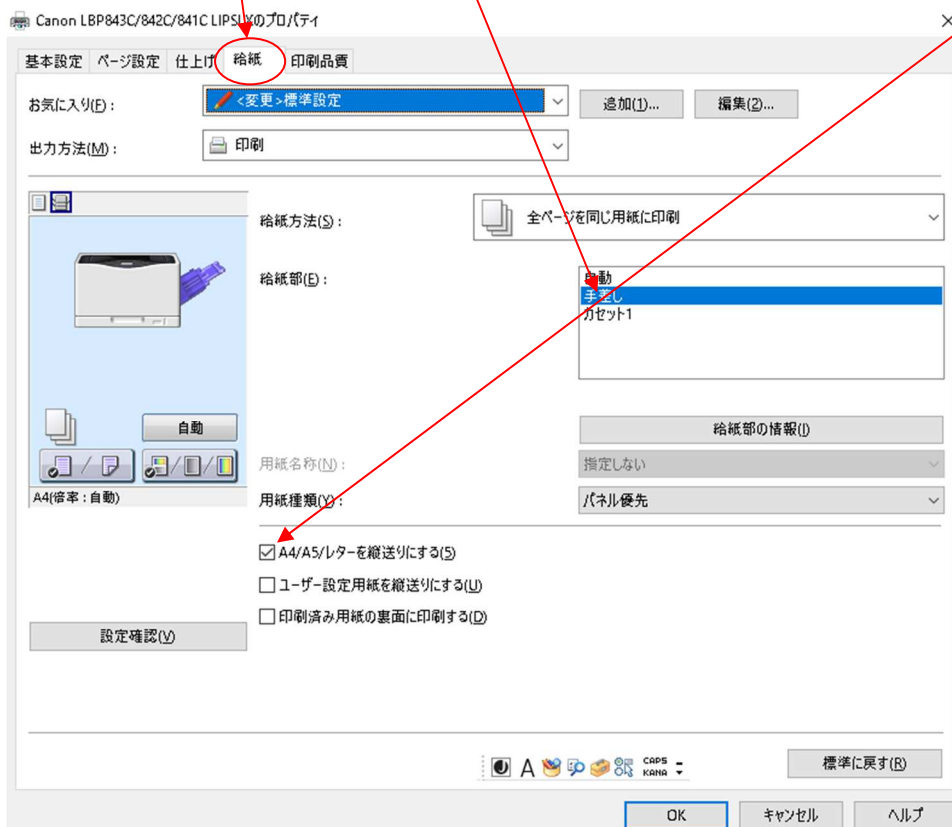 Canon LBP843C/842C/841C LIPSLXのプロパティ
基本設定 ページ設定 仕上げ 給紙 印刷品質
お気に入り(F): <変更>標準設定 追加(1)... 編集(2)...
出力方法(M): 印刷
給紙方法(S): 全ページを同じ用紙に印刷
給紙部(E): 自動
手差し
カセット1
自動
給紙部の情報(J)
用紙名称(N): 指定しない
A4(倍率:自動)
用紙種類(Y): パネル優先
A4/A5/レターを縦送りにする(5)
ユーザー設定用紙を縦送りにする(U)
印刷済み用紙の裏面に印刷する(D)
設定確認(V)
A CAPS
KANA
標準に戻す(R)
OK キャンセル ヘルプ